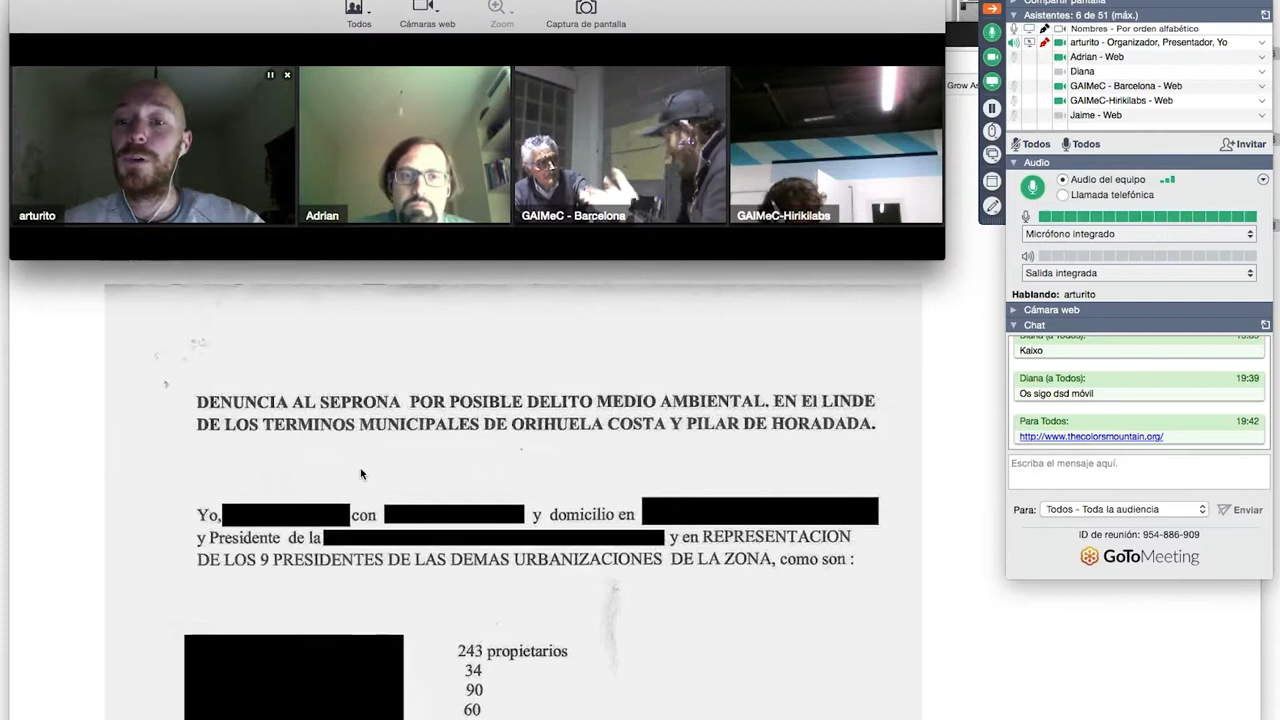 Todos
Cámaras web
Zoom
Captura de pantalla
arturito
Adrian
GAIMeC - Barcelona
GAIMeC-Hirikilabs
Grow As
Compartir pantalla
Asistentes: 6 de 51 (máx.)
Nombres - Por orden alfabético
arturito - Organizador, Presentador, Yo
Adrian - Web
Diana
GAIMeC - Barcelona - Web
GAIMeC-Hirikilabs - Web
Jaime - Web
Todos
Todos
Invitar
Audio
Audio del equipo
Llamada telefónica
Micrófono integrado
Salida integrada
Hablando: arturito
Cámara web
Chat
Diana (a Todos):
Kaixo
Diana (a Todos): 19:39
Os sigo dsd móvil
Para Todos: 19:42
http://www.thecolorsmountain.org/
Escriba el mensaje aquí.
Para: Todos - Toda la audiencia
Enviar
ID de reunión: 954-886-909
GoToMeeting
DENUNCIA AL SEPRONA POR POSIBLE DELITO MEDIO AMBIENTAL. EN El LINDE
DE LOS TERMINOS MUNICIPALES DE ORIHUELA COSTA Y PILAR DE HORADADA.
Yo, con y domicilio en
y Presidente de la y en REPRESENTACION
DE LOS 9 PRESIDENTES DE LAS DEMAS URBANIZACIONES DE LA ZONA, como son :
243 propietarios
34
90
60